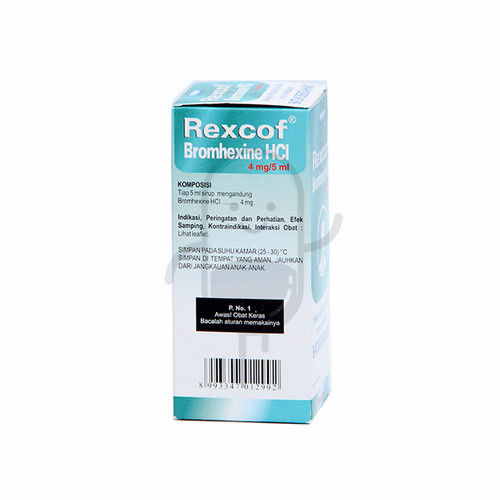 Rexcof®
Bromhexine HCl
4 mg/5 ml
KOMPOSISI
Tiap 5 ml sirup mengandung
Bromhexine HCl ........ 4 mg.
Indikasi, Peringatan dan Perhatian, Efek
Samping, Kontraindikasi, Interaksi Obat :
Lihat leaflet.
SIMPAN PADA SUHU KAMAR (25 - 30) °C
SIMPAN DI TEMPAT YANG AMAN, JAUHKAN
DARI JANGKAUAN ANAK-ANAK.
P. No. 1
Awas! Obat Keras
Bacalah aturan memakainya
8 993347 012992